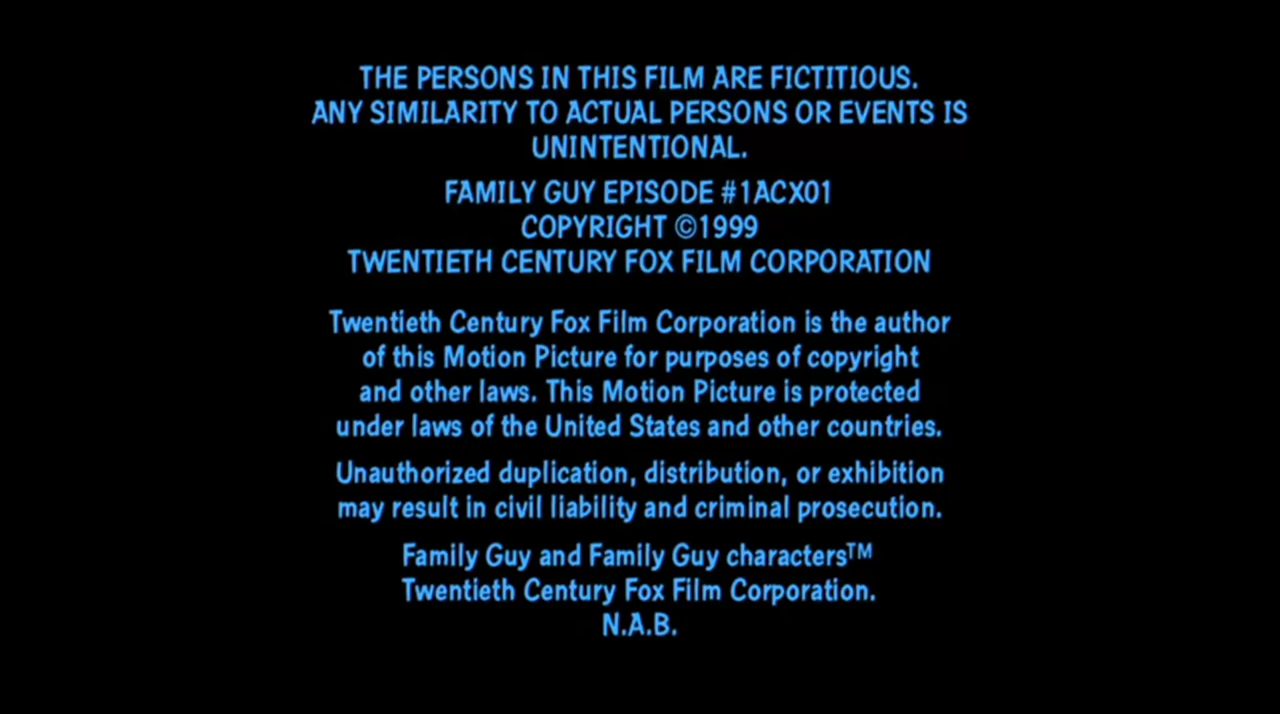 THE PERSONS IN THIS FILM ARE FICTITIOUS.
ANY SIMILARITY TO ACTUAL PERSONS OR EVENTS IS
UNINTENTIONAL.
FAMILY GUY EPISODE #1ACX01
COPYRIGHT ©1999
TWENTIETH CENTURY FOX FILM CORPORATION
Twentieth Century Fox Film Corporation is the author
of this Motion Picture for purposes of copyright
and other laws. This Motion Picture is protected
under laws of the United States and other countries.
Unauthorized duplication, distribution, or exhibition
may result in civil liability and criminal prosecution.
Family Guy and Family Guy characters™
Twentieth Century Fox Film Corporation.
N.A.B.